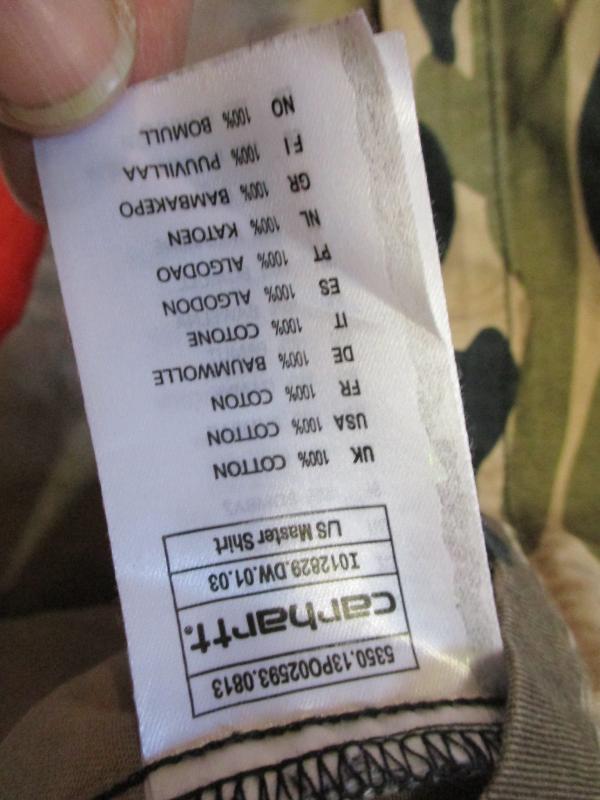 5350.13PO02593.0813
carhartt.
I012829.DW.01.03
US Master Shirt
UK 100% COTTON
USA 100% COTTON
FR 100% COTON
DE 100% BAUMWOLLE
IT 100% COTONE
ES 100% ALGODON
PT 100% ALGODAO
NL 100% KATOEN
GR 100% BAMBAKEPO
FI 100% PUUVILLAA
NO 100% BOMULL